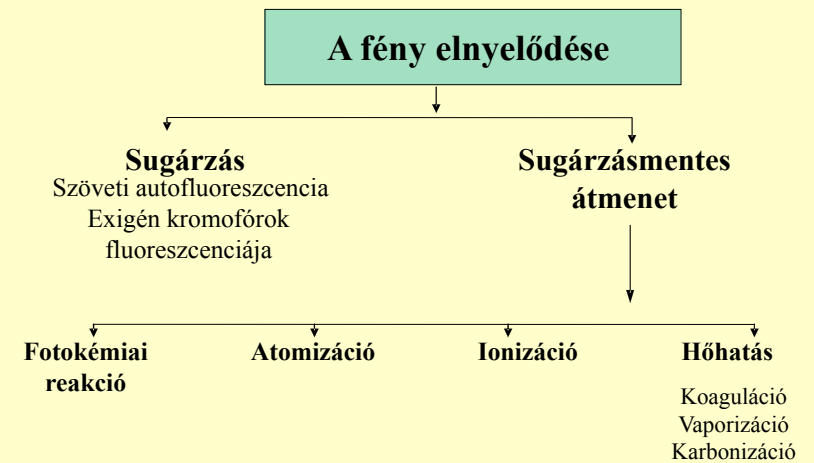 A fény elnyelődése
Sugárzás
Szöveti autofluoreszcencia
Exigén kromofórok
fluoreszcenciája
Sugárzásmentes
átmenet
Fotokémiai
reakció
Atomizáció
Ionizáció
Hőhatás
Koaguláció
Vaporizáció
Karbonizáció